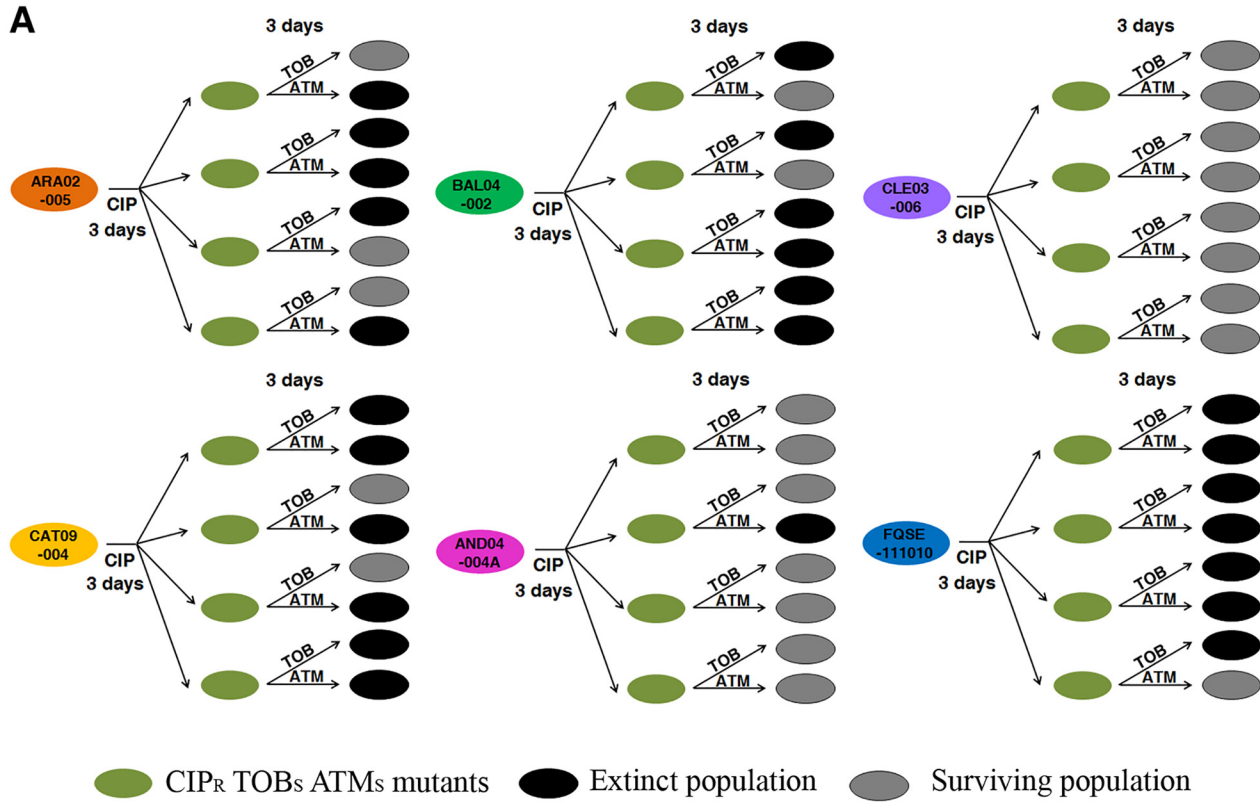 A
3 days
TOB
ATM
TOB
ATM
ARA02
-005
CIP
3 days
TOB
ATM
TOB
ATM
3 days
TOB
ATM
TOB
ATM
BAL04
-002
CIP
3 days
TOB
ATM
TOB
ATM
3 days
TOB
ATM
TOB
ATM
CLE03
-006
CIP
3 days
TOB
ATM
TOB
ATM
3 days
TOB
ATM
TOB
ATM
CAT09
-004
CIP
3 days
TOB
ATM
TOB
ATM
3 days
TOB
ATM
TOB
ATM
AND04
-004A
CIP
3 days
TOB
ATM
TOB
ATM
3 days
TOB
ATM
TOB
ATM
FQSE
-111010
CIP
3 days
TOB
ATM
TOB
ATM
CIPR TOBS ATMS mutants
Extinct population
Surviving population